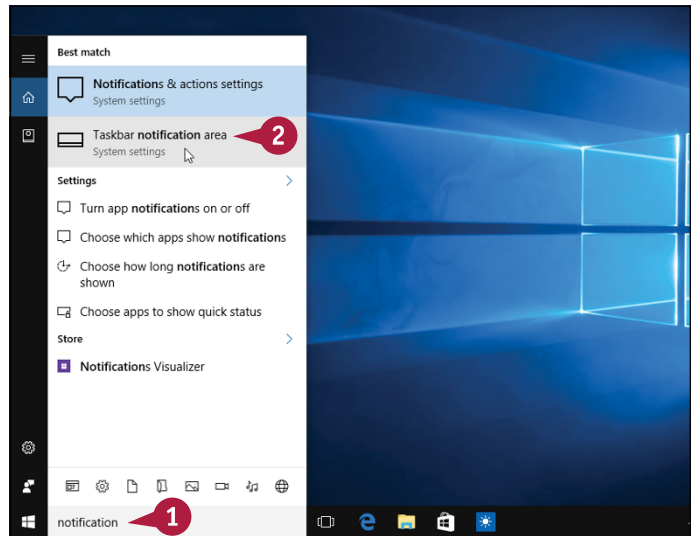 Best match
Notifications & actions settings
System settings
Taskbar notification area
System settings
2
Settings
Turn app notifications on or off
Choose which apps show notifications
Choose how long notifications are
shown
Choose apps to show quick status
Store
Notifications Visualizer
notification
1